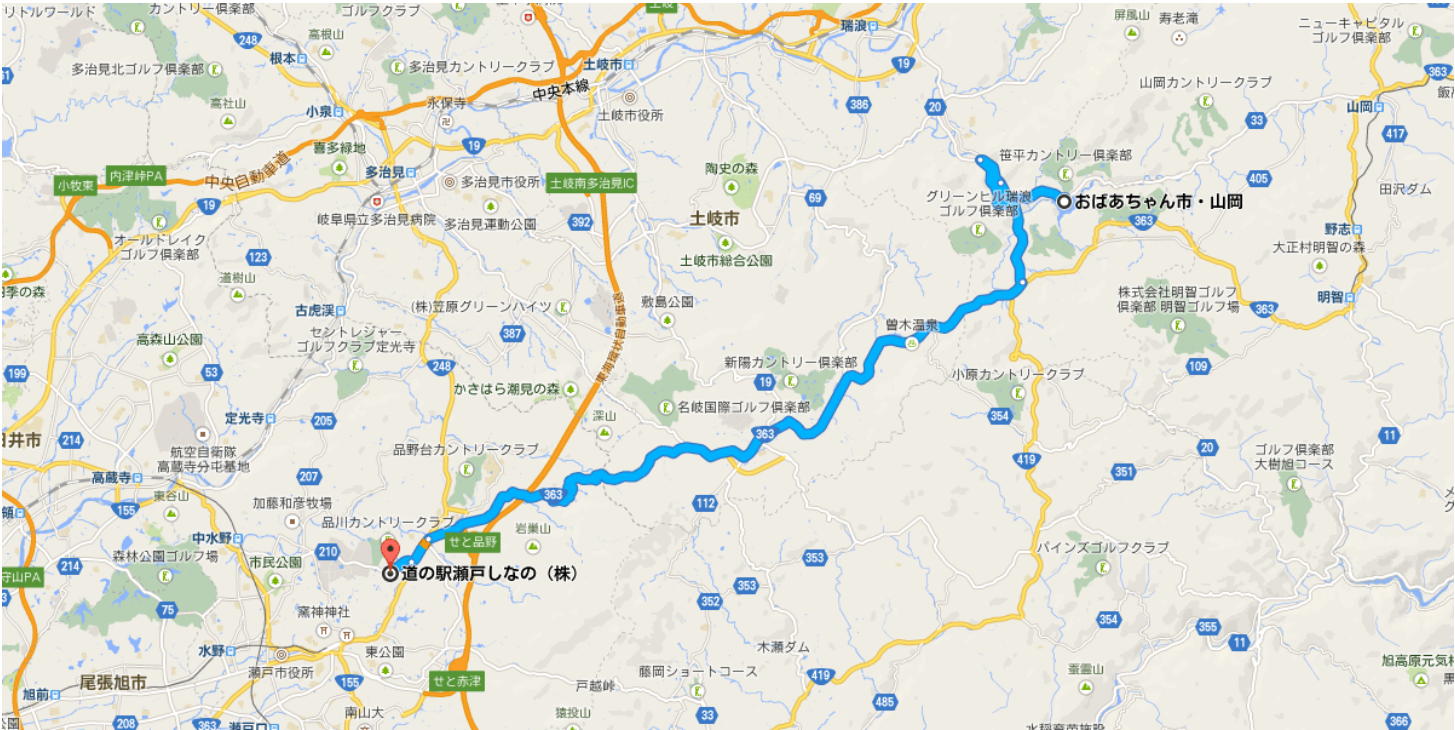 リトルワールド
カントリー倶楽部
ゴルフクラブ
248
根本
高根山
多治見北ゴルフ倶楽部
多治見カントリークラブ
土岐市
中央本線
瑞浪
19
屏風山
寿老滝
ニューキャピタル
ゴルフ倶楽部
363
高社山
小泉
永保寺
土岐市役所
386
20
山岡カントリークラブ
山岡
33
417
喜多緑地
19
内津峠PA
小牧東
中央自動車道
多治見
多治見市役所
土岐南多治見IC
陶史の森
笹平カントリー倶楽部
405
田沢ダム
19
岐阜県立多治見病院
多治見運動公園
392
土岐市
69
グリーンヒル瑞浪
ゴルフ倶楽部
おばあちゃん市・山岡
363
オールドレイク
ゴルフ倶楽部
123
土岐市総合公園
野志
大正村明智の森
四季の森
道樹山
古虎渓
(株)笠原グリーンハイツ
敷島公園
東海環状自動車道
株式会社明智ゴルフ
倶楽部 明智ゴルフ場
明智
363
高森山公園
セントレジャー
ゴルフクラブ定光寺
387
曽木温泉
199
53
248
かさはら潮見の森
新陽カントリー倶楽部
19
小原カントリークラブ
109
定光寺
205
深山
名岐国際ゴルフ倶楽部
354
363
214
航空自衛隊
高蔵寺分屯基地
品野台カントリークラブ
11
20
ゴルフ倶楽部
大樹旭コース
高蔵寺
207
419
351
155
東谷山
加藤和彦牧場
363
112
品川カントリークラブ
岩巣山
中水野
森林公園ゴルフ場
210
せと品野
パインズゴルフクラブ
214
守山PA
市民公園
道の駅瀬戸しなの（株）
353
353
75
窯神神社
352
354
355
11
水野
東公園
木瀬ダム
瀬戸市役所
旭高原元気村
尾張旭市
155
せと赤津
藤岡ショートコース
419
蚕霊山
旭前
戸越峠
485
208
363
瀬戸口
南山大
猿投山
33
366